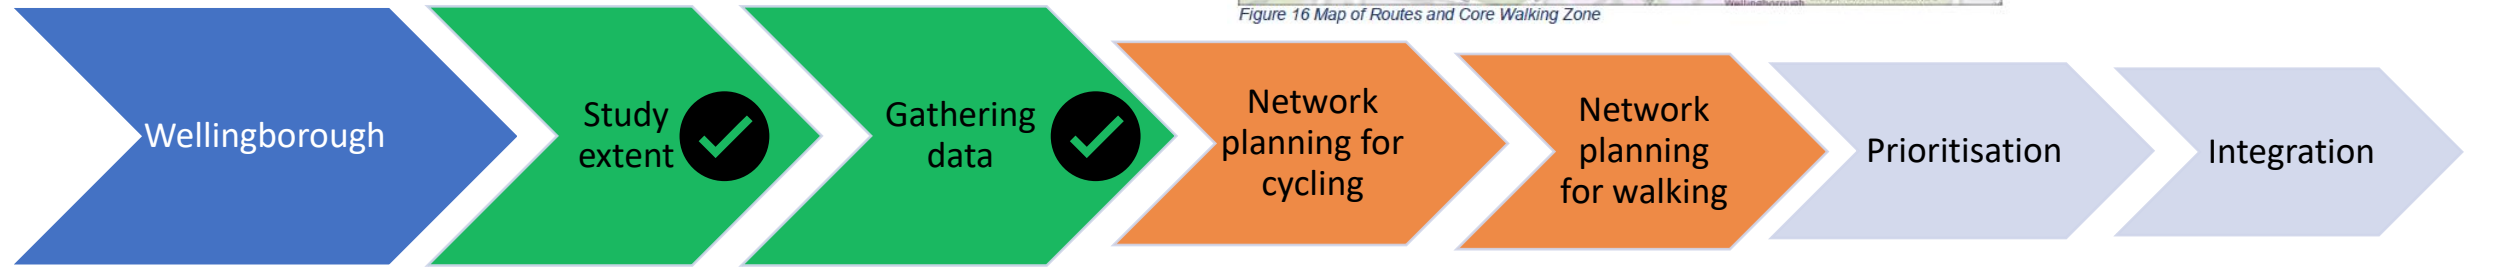 Wellingborough
Figure 16 Map of Routes and Core Walking Zone
Wellingborough
Study
extent
Gathering
data
Network
planning for
cycling
Network
planning
for walking
Prioritisation
Integration